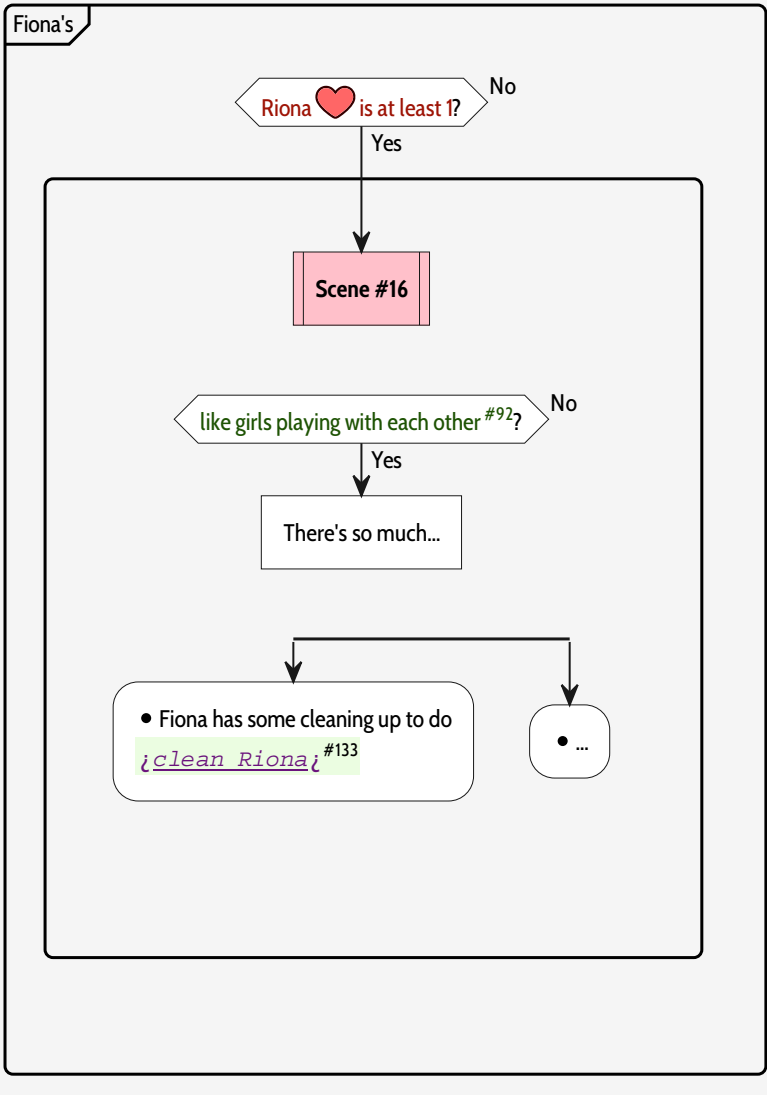 Fiona's
Riona ❤ is at least 1?
No
Yes
Scene #16
like girls playing with each other #92?
No
Yes
There's so much...
• Fiona has some cleaning up to do
¿clean Riona¿#133
• ...